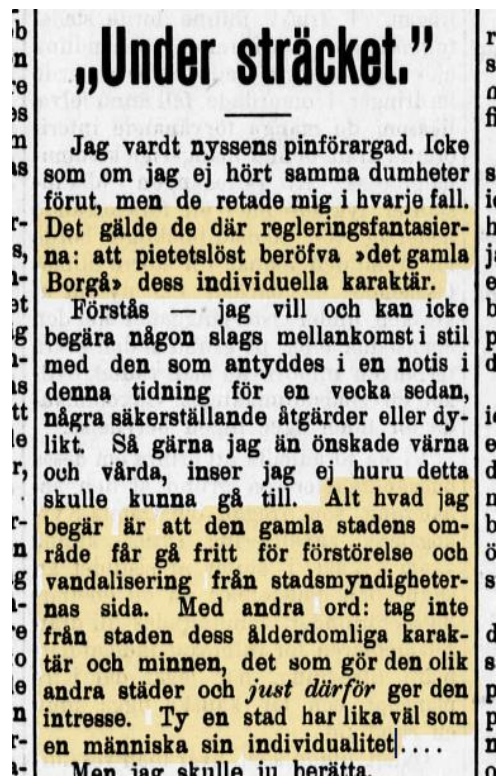 „Under sträcket.”
Jag vardt nyssens pinförargad. Icke
som om jag ej hört samma dumheter
förut, men de retade mig i hvarje fall.
Det gälde de där regleringsfantasier-
na: att pietetslöst beröfva »det gamla
Borgå» dess individuella karaktär.
Förstås — jag vill och kan icke
begära någon slags mellankomst i stil
med den som antyddes i en notis i
denna tidning för en vecka sedan,
några säkerställande åtgärder eller dy-
likt. Så gärna jag än önskade värna
och vårda, inser jag ej huru detta
skulle kunna gå till. Alt hvad jag
begär är att den gamla stadens om-
råde får gå fritt för förstörelse och
vandalisering från stadsmyndigheter-
nas sida. Med andra ord: tag inte
från staden dess ålderdomliga karak-
tär och minnen, det som gör den olik
andra städer och just därför ger den
intresse. Ty en stad har lika väl som
en människa sin individualitet....
Men jag skulle ju berätta